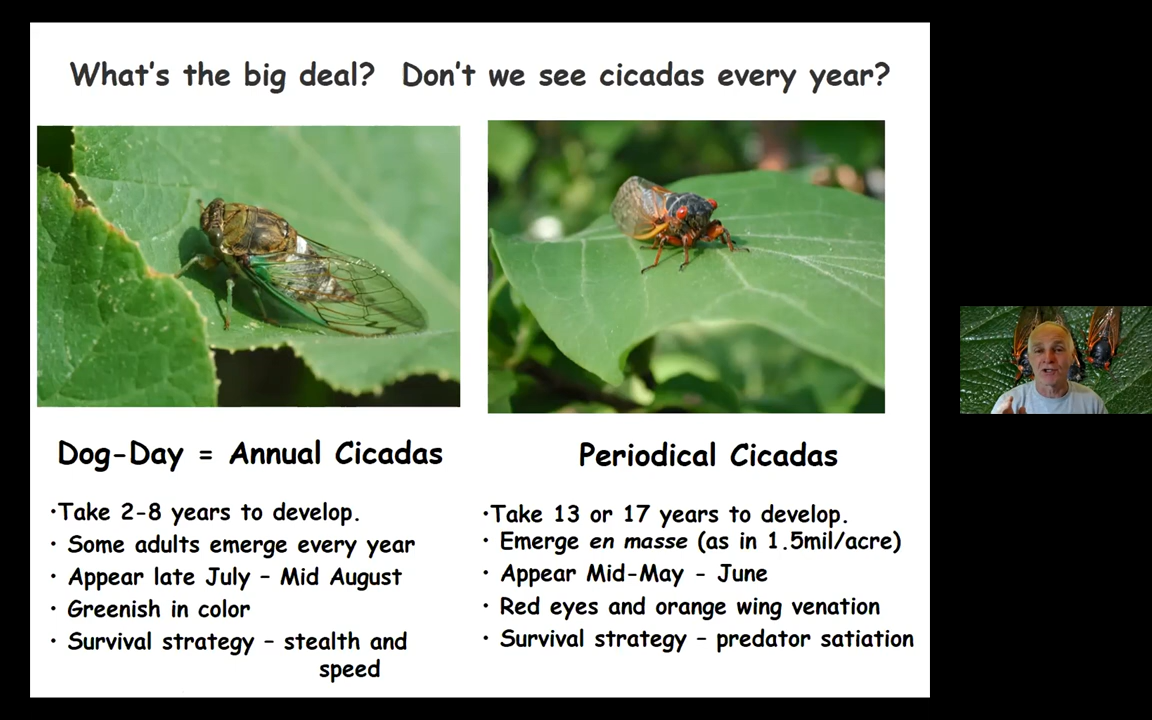 What's the big deal?  Don't we see cicadas every year?
Dog-Day = Annual Cicadas
•Take 2-8 years to develop.
• Some adults emerge every year
• Appear late July – Mid August
• Greenish in color
• Survival strategy – stealth and
speed
Periodical Cicadas
•Take 13 or 17 years to develop.
• Emerge en masse (as in 1.5mil/acre)
• Appear Mid-May - June
• Red eyes and orange wing venation
• Survival strategy – predator satiation